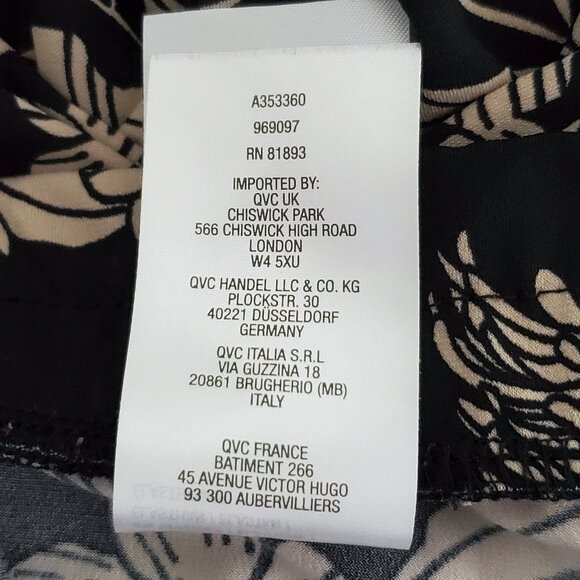 A353360
969097
RN 81893
IMPORTED BY:
QVC UK
CHISWICK PARK
566 CHISWICK HIGH ROAD
LONDON
W4 5XU
QVC HANDEL LLC & CO. KG
PLOCKSTR. 30
40221 DÜSSELDORF
GERMANY
QVC ITALIA S.R.L
VIA GUZZINA 18
20861 BRUGHERIO (MB)
ITALY
QVC FRANCE
BATIMENT 266
45 AVENUE VICTOR HUGO
93 300 AUBERVILLIERS